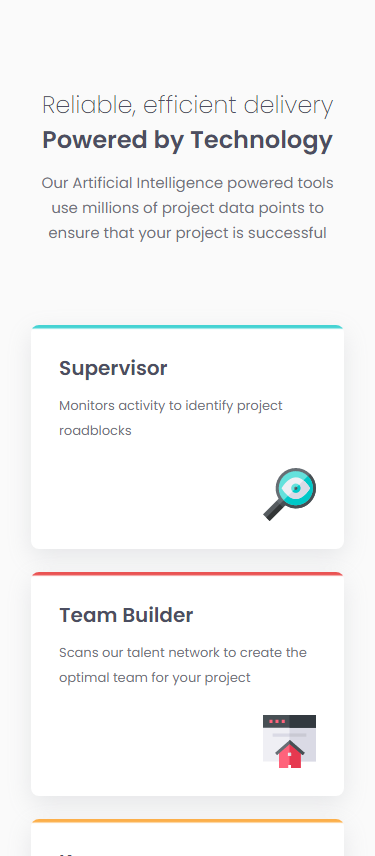 Reliable, efficient delivery
Powered by Technology
Our Artificial Intelligence powered tools
use millions of project data points to
ensure that your project is successful
Supervisor
Monitors activity to identify project
roadblocks
Team Builder
Scans our talent network to create the
optimal team for your project